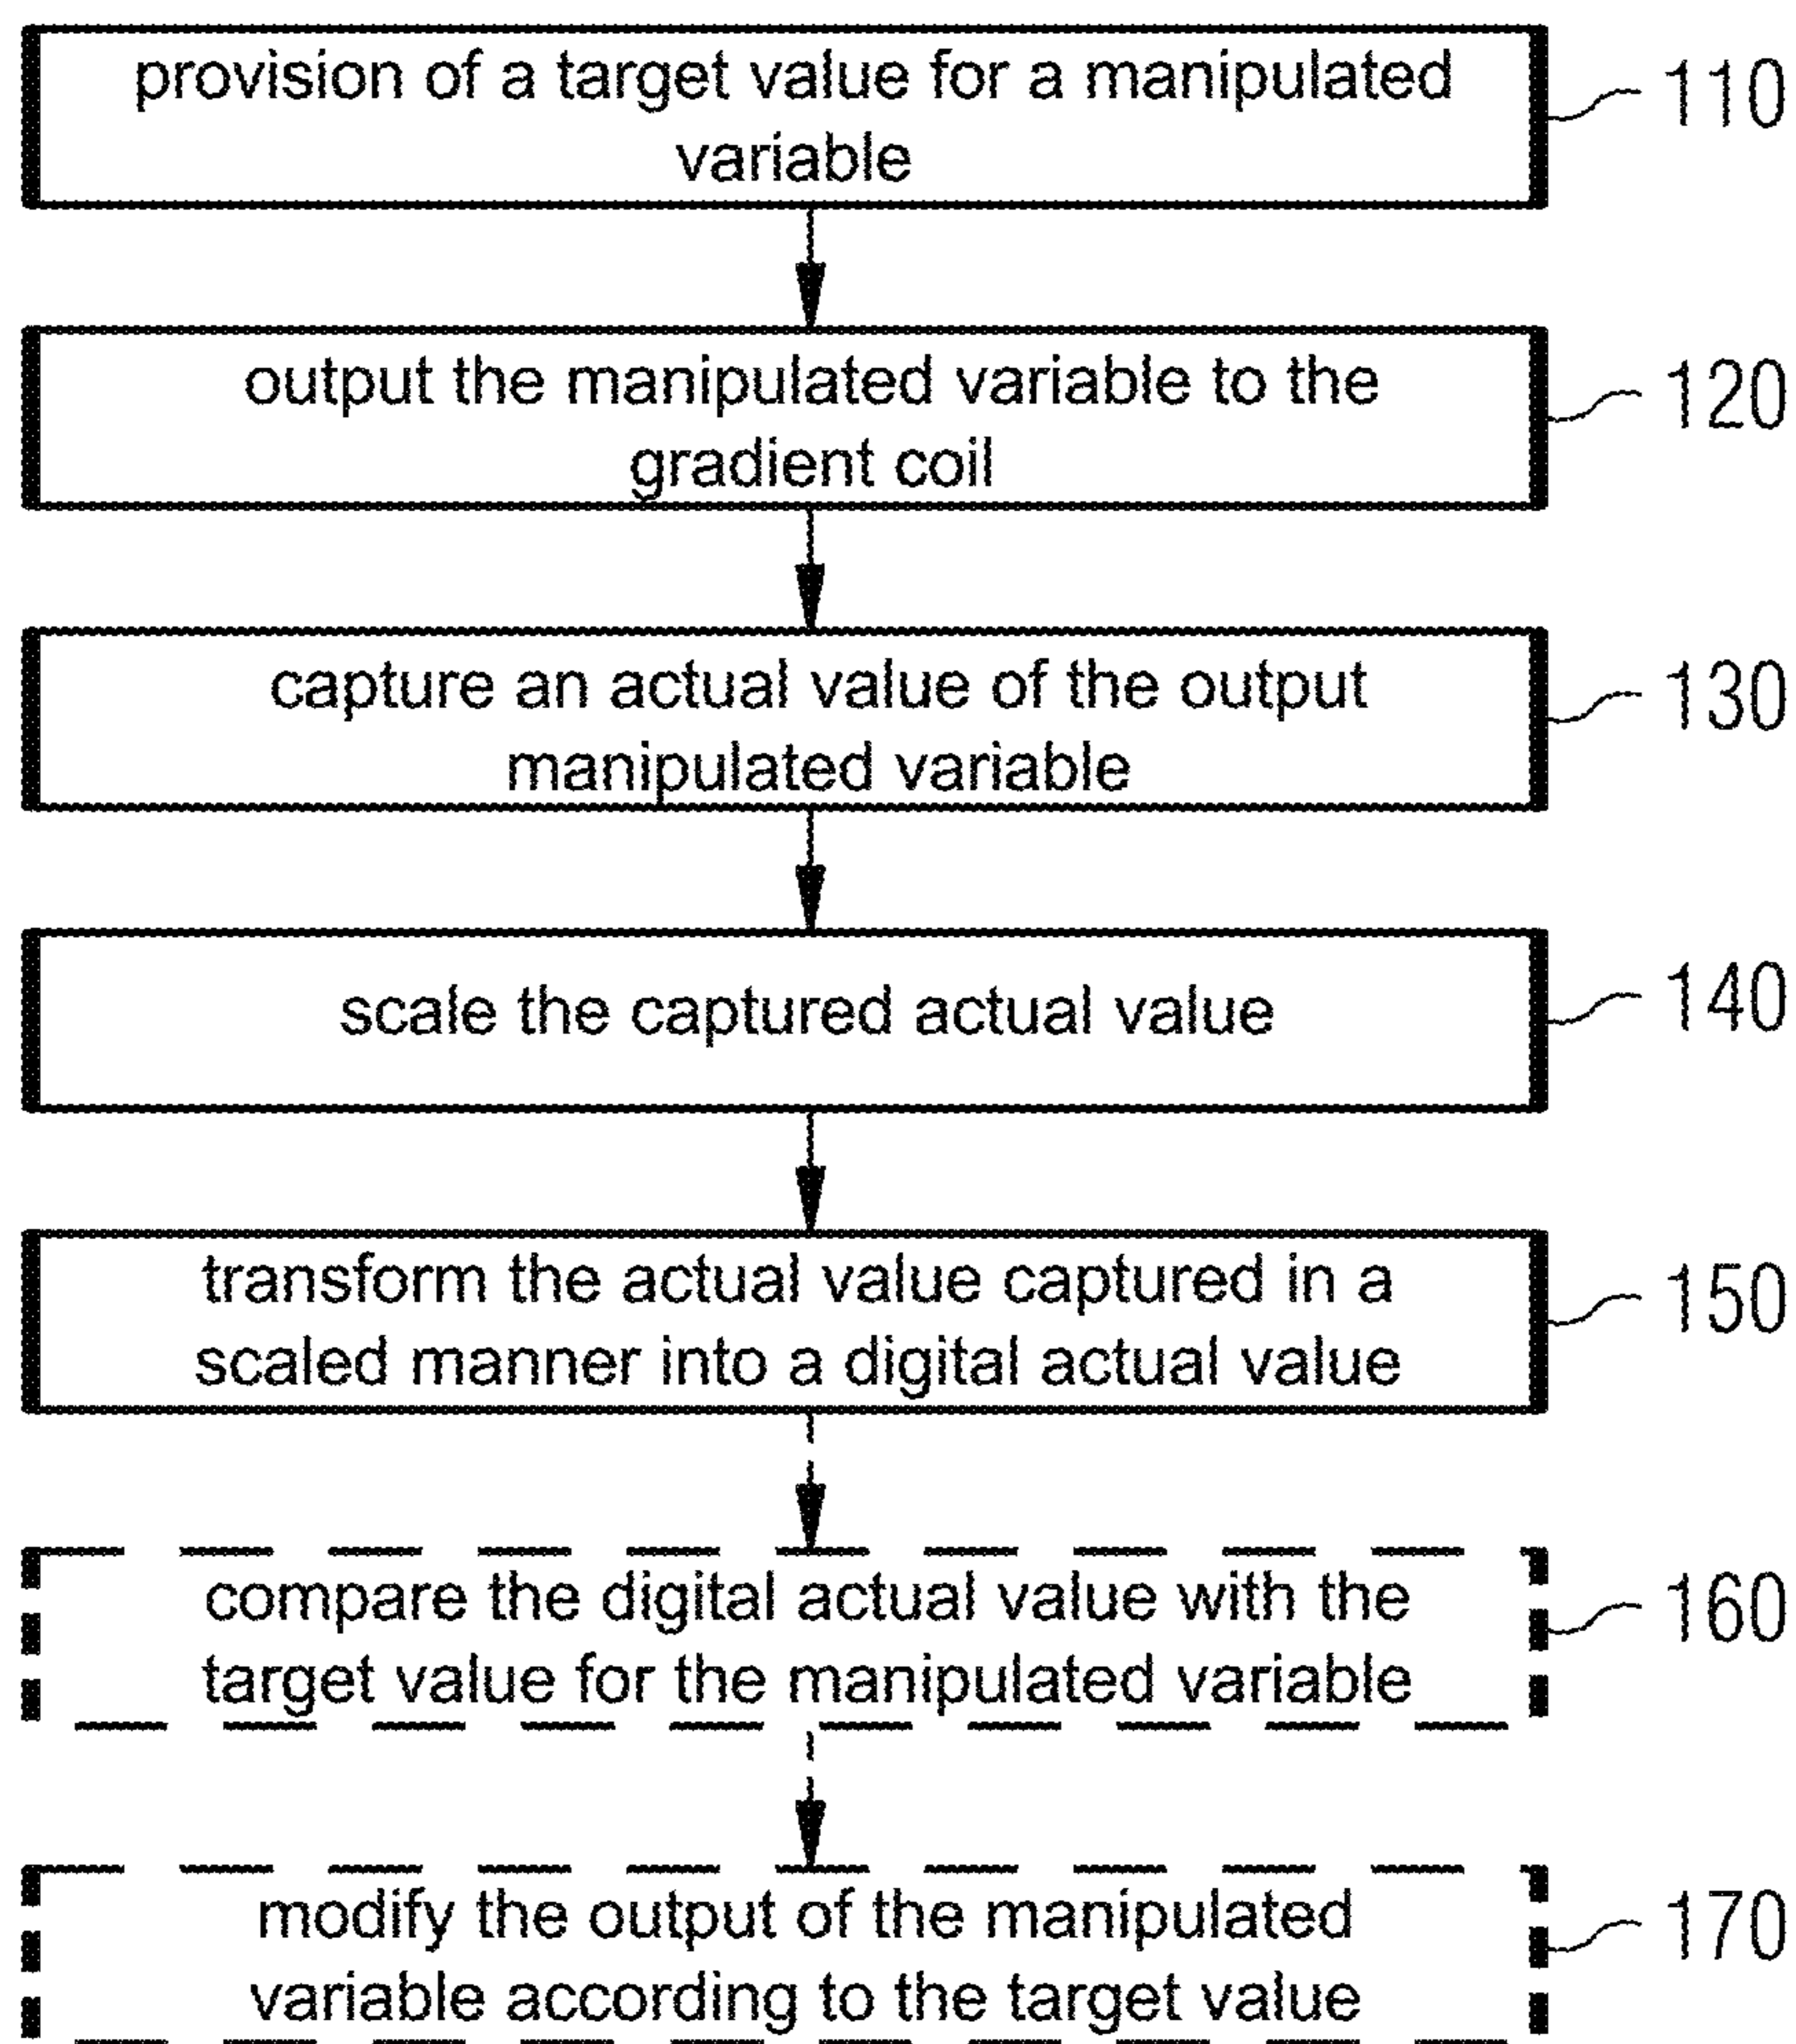 provision of a target value for a manipulated
variable
110
output the manipulated variable to the
gradient coil
120
capture an actual value of the output
manipulated variable
130
scale the captured actual value
140
transform the actual value captured in a
scaled manner into a digital actual value
150
compare the digital actual value with the
target value for the manipulated variable
160
modify the output of the manipulated
variable according to the target value
170